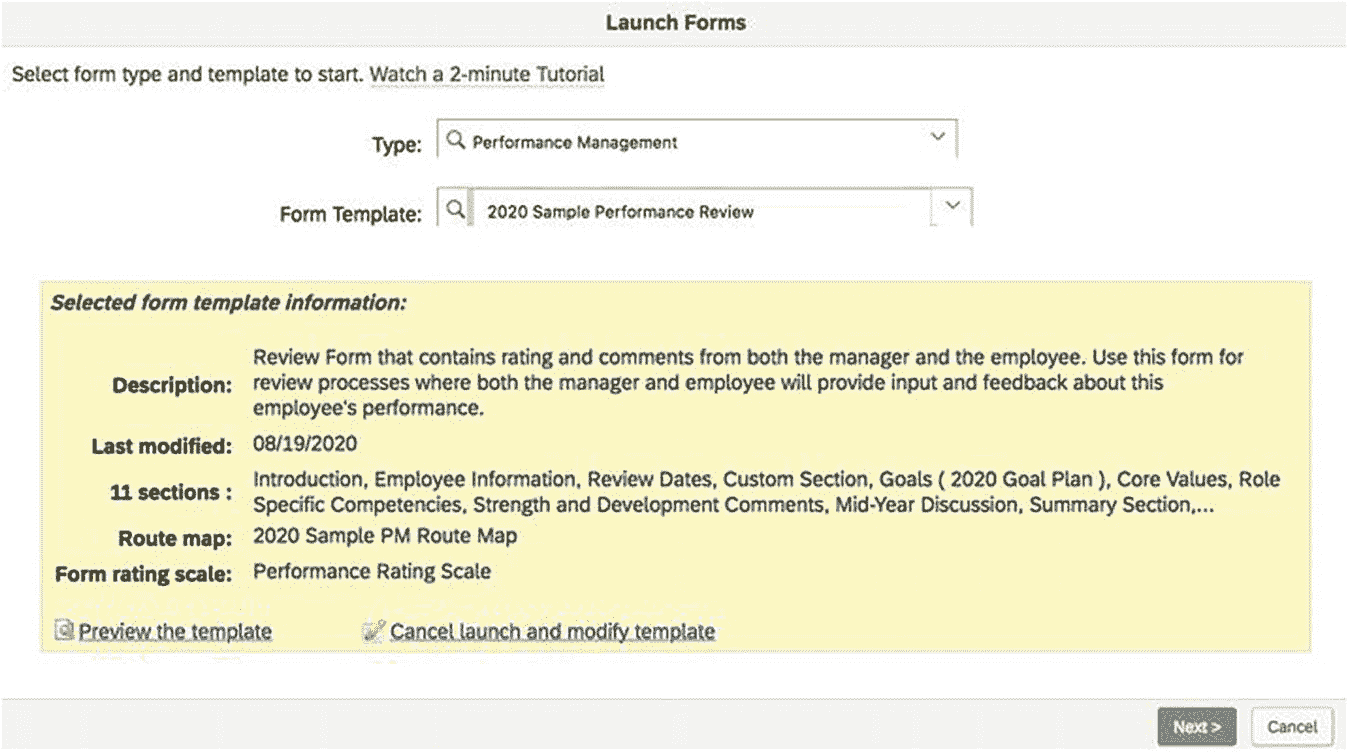 Launch Forms
Select form type and template to start. Watch a 2-minute Tutorial
Type: Performance Management
Form Template: 2020 Sample Performance Review
Selected form template information:
Description: Review Form that contains rating and comments from both the manager and the employee. Use this form for
review processes where both the manager and employee will provide input and feedback about this
employee's performance.
Last modified: 08/19/2020
11 sections : Introduction, Employee Information, Review Dates, Custom Section, Goals ( 2020 Goal Plan ), Core Values, Role
Specific Competencies, Strength and Development Comments, Mid-Year Discussion, Summary Section,...
Route map: 2020 Sample PM Route Map
Form rating scale: Performance Rating Scale
Preview the template Cancel launch and modify template
Next > Cancel